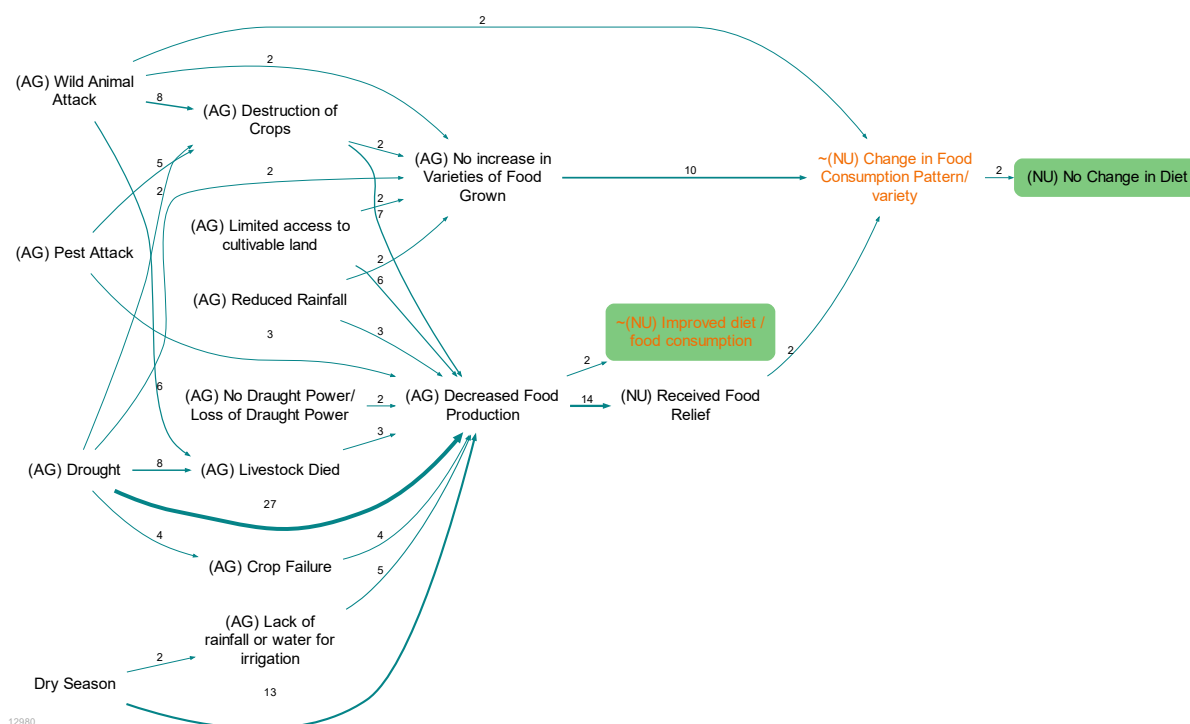 2
(AG) Wild Animal
Attack
2
8
(AG) Destruction of
Crops
5
2
2
2
(AG) No increase in
Varieties of Food
Grown
10
~(NU) Change in Food
Consumption Pattern/
variety
2
(NU) No Change in Diet
2
7
(AG) Limited access to
cultivable land
(AG) Pest Attack
2
6
(AG) Reduced Rainfall
3
3
~(NU) Improved diet /
food consumption
2
2
6
(AG) No Draught Power/
Loss of Draught Power
2
(AG) Decreased Food
Production
14
(NU) Received Food
Relief
3
(AG) Drought
8
(AG) Livestock Died
27
4
4
(AG) Crop Failure
5
(AG) Lack of
rainfall or water for
irrigation
2
Dry Season
13
12980